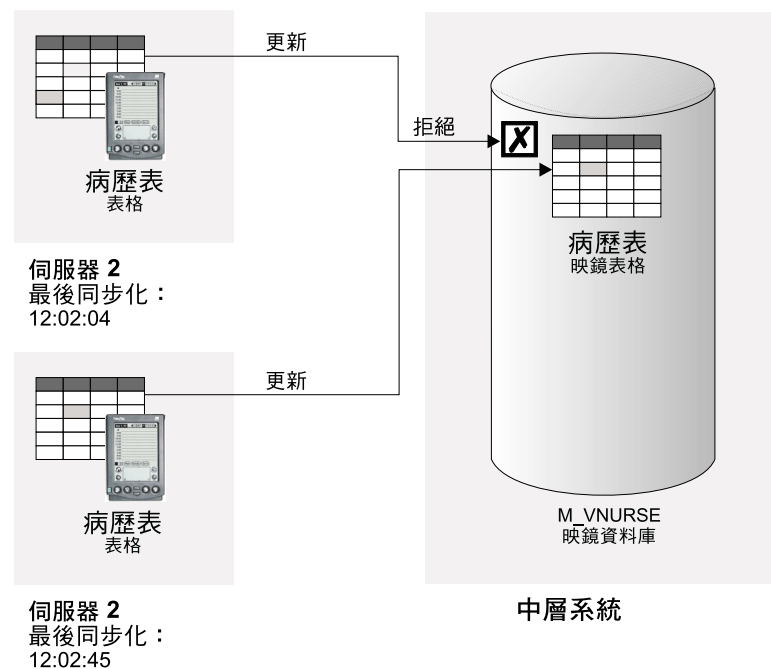 更新
拒絕
病歷表
表格
伺服器 2
最後同步化：
12:02:04
更新
病歷表
表格
伺服器 2
最後同步化：
12:02:45
病歷表
映鏡表格
M_VNURSE
映鏡資料庫
中層系統